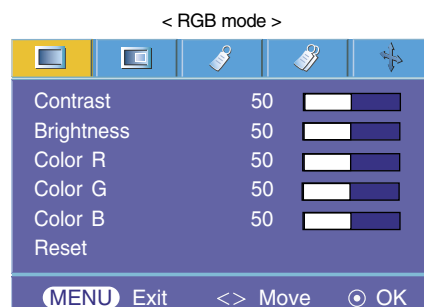 < RGB mode >
Contrast 50
Brightness 50
Color R 50
Color G 50
Color B 50
Reset
MENU Exit <> Move ⊙ OK